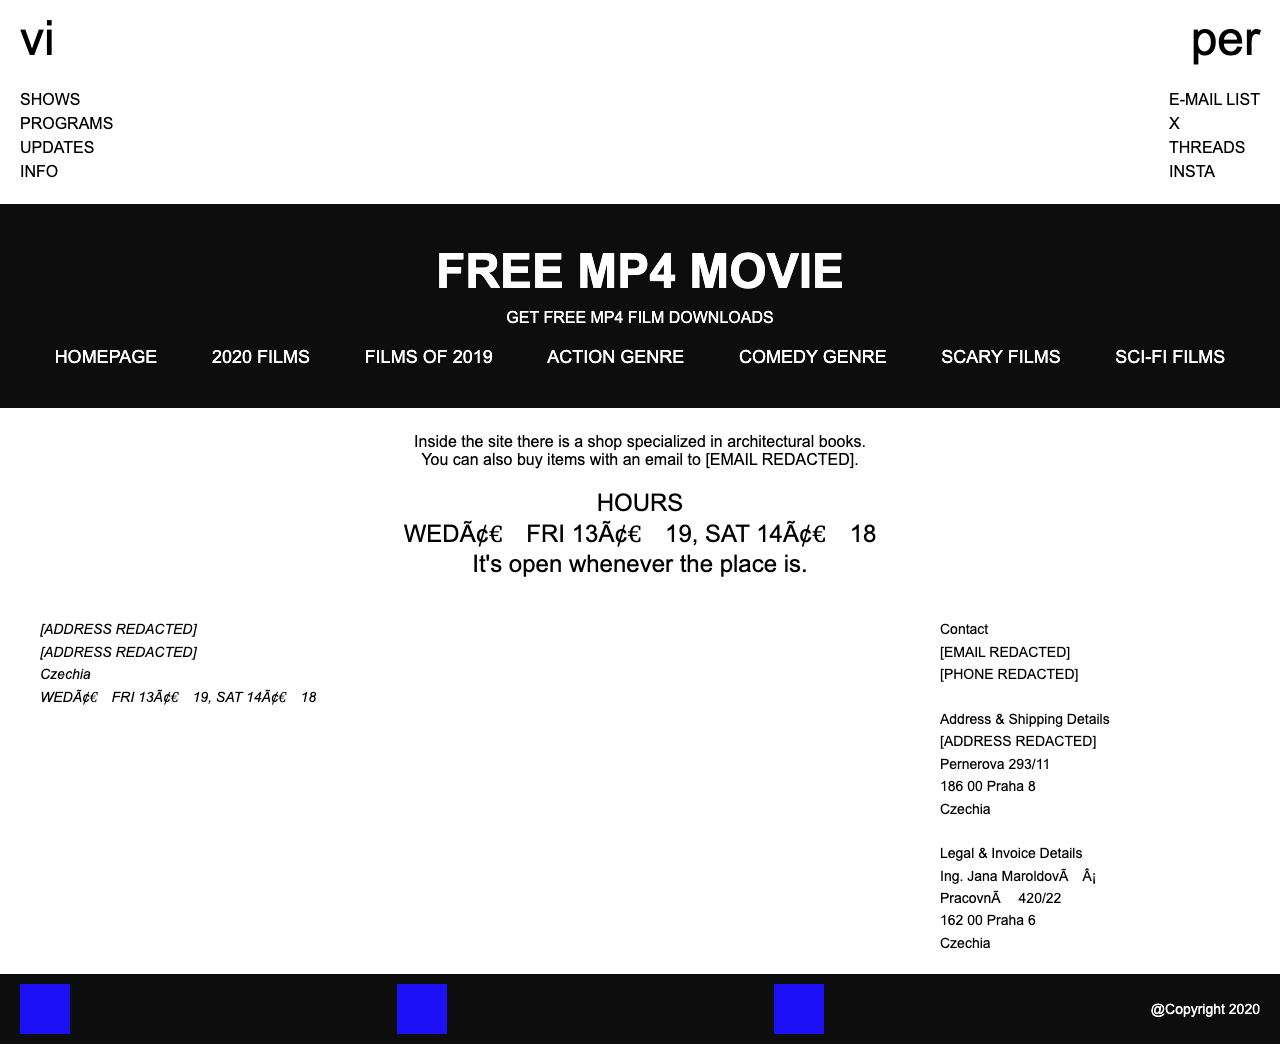 vi
per
SHOWS
PROGRAMS
UPDATES
INFO
E-MAIL LIST
X
THREADS
INSTA
FREE MP4 MOVIE
GET FREE MP4 FILM DOWNLOADS
HOMEPAGE 2020 FILMS FILMS OF 2019 ACTION GENRE COMEDY GENRE SCARY FILMS SCI-FI FILMS
Inside the site there is a shop specialized in architectural books.
You can also buy items with an email to [EMAIL REDACTED].
HOURS
WEDÃ¢€ FRI 13Ã¢€ 19, SAT 14Ã¢€ 18
It's open whenever the place is.
[ADDRESS REDACTED]
[ADDRESS REDACTED]
Czechia
WEDÃ¢€ FRI 13Ã¢€ 19, SAT 14Ã¢€ 18
Contact
[EMAIL REDACTED]
[PHONE REDACTED]
Address & Shipping Details
[ADDRESS REDACTED]
Pernerova 293/11
186 00 Praha 8
Czechia
Legal & Invoice Details
Ing. Jana MaroldovÃ Â¡
PracovnÃ 420/22
162 00 Praha 6
Czechia
@Copyright 2020